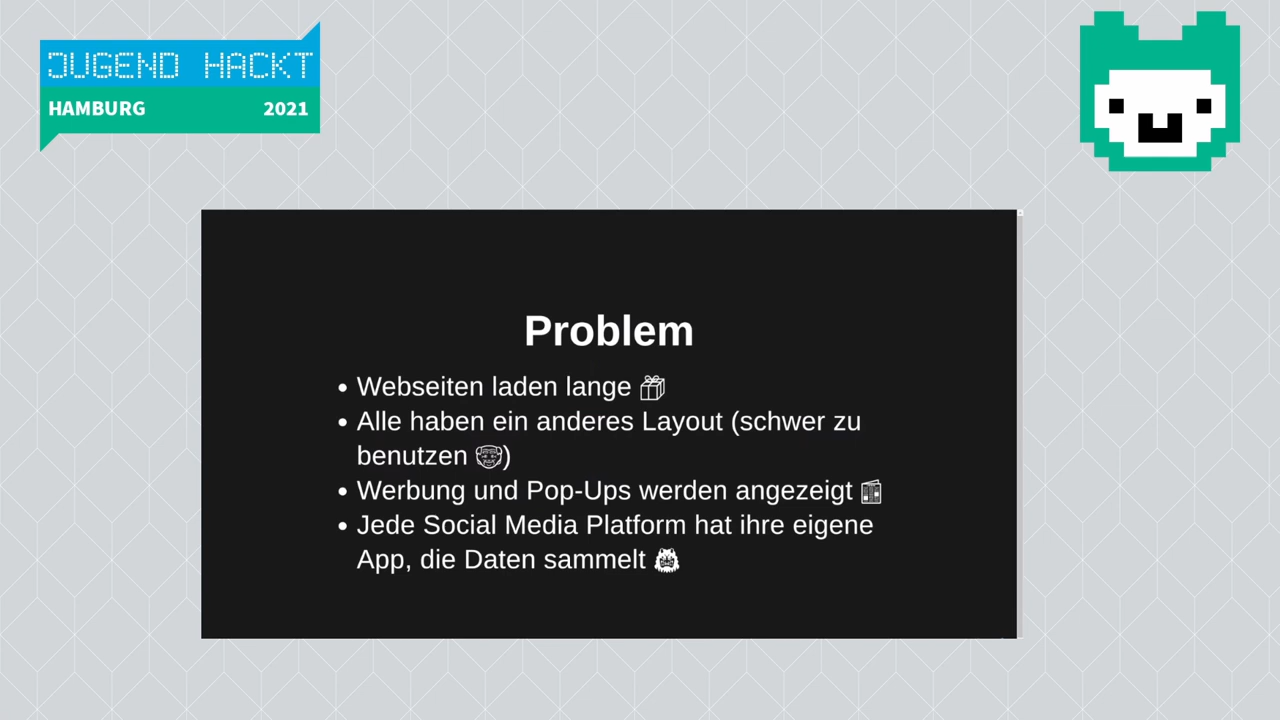 JUGEND HACKT
HAMBURG 2021
Problem
• Webseiten laden lange 🎁
• Alle haben ein anderes Layout (schwer zu
benutzen 👴)
• Werbung und Pop-Ups werden angezeigt 📰
• Jede Social Media Platform hat ihre eigene
App, die Daten sammelt 👹